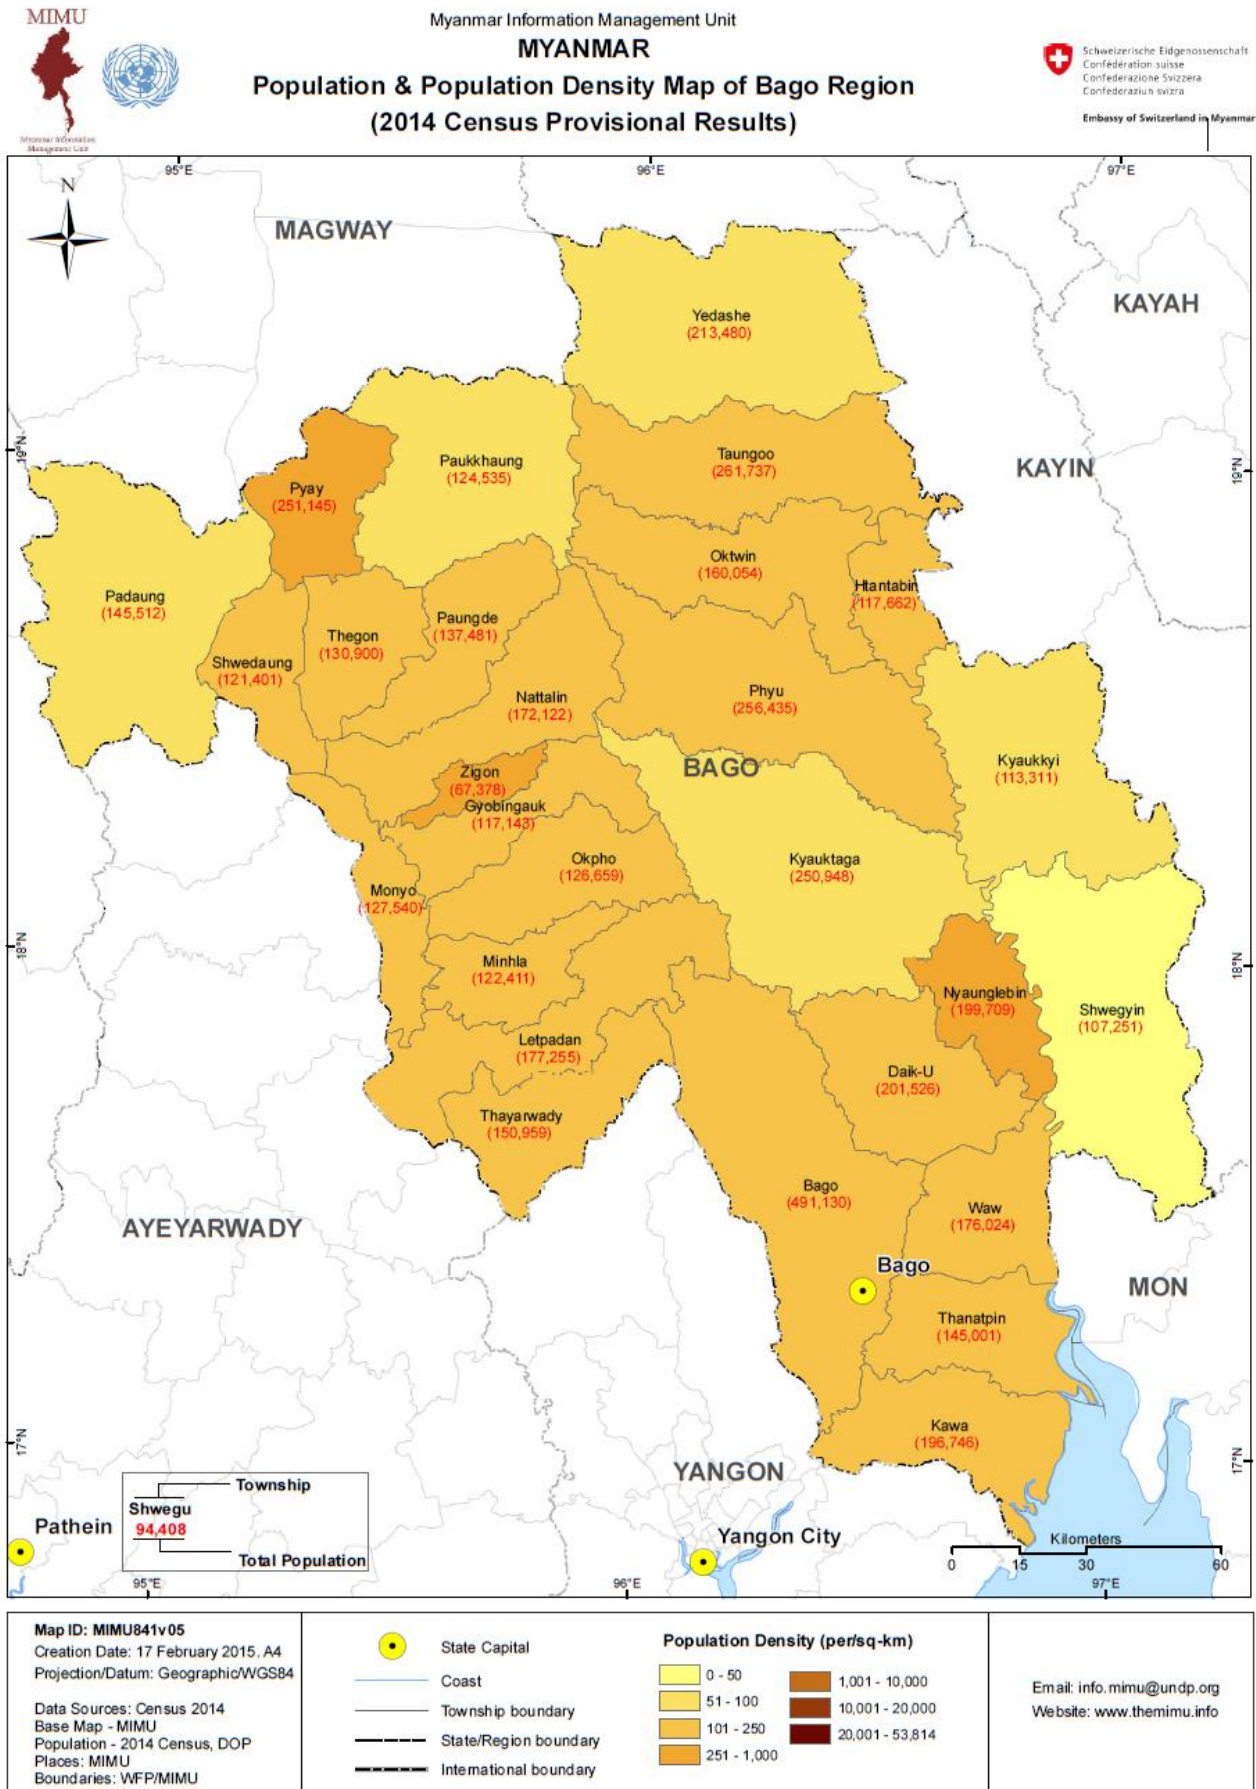 MIMU
Myanmar Information
Management Unit
Myanmar Information Management Unit
MYANMAR
Population & Population Density Map of Bago Region
(2014 Census Provisional Results)
Schweizerische Eidgenossenschaft
Confédération suisse
Confederazione Svizzera
Confederaziun svizra
Embassy of Switzerland in Myanmar
95°E
96°E
97°E
N
MAGWAY
KAYAH
Yedashe
(213,480)
19°N
Paukkhaung
(124,535)
Taungoo
(261,737)
KAYIN
19°N
Pyay
(251,145)
Oktwin
(160,054)
Htantabin
(117,662)
Padaung
(145,512)
Paungde
(137,481)
Thegon
(130,900)
Shwedaung
(121,401)
Nattalin
(172,122)
Phyu
(256,435)
BAGO
Kyaukkyi
(113,311)
Zigon
(67,378)
Gyobingauk
(117,143)
Okpho
(126,659)
Kyauktaga
(250,948)
Monyo
(127,540)
18°N
Minhla
(122,411)
18°N
Nyaunglebin
(199,709)
Shwegyin
(107,251)
Letpadan
(177,255)
Daik-U
(201,526)
Thayarwady
(150,959)
Bago
(491,130)
Waw
(176,024)
AYEYARWADY
Bago
MON
Thanatpin
(145,001)
Kawa
(196,746)
17°N
17°N
YANGON
Township
Shwegu
94,408
Total Population
Pathein
Yangon City
Kilometers
0 15 30 60
95°E
96°E
97°E
Map ID: MIMU841v05
Creation Date: 17 February 2015. A4
Projection/Datum: Geographic/WGS84
Data Sources: Census 2014
Base Map - MIMU
Population - 2014 Census, DOP
Places: MIMU
Boundaries: WFP/MIMU
State Capital
Coast
Township boundary
State/Region boundary
International boundary
Population Density (per/sq-km)
0 - 50
51 - 100
101 - 250
251 - 1,000
1,001 - 10,000
10,001 - 20,000
20,001 - 53,814
Email: info.mimu@undp.org
Website: www.themimu.info